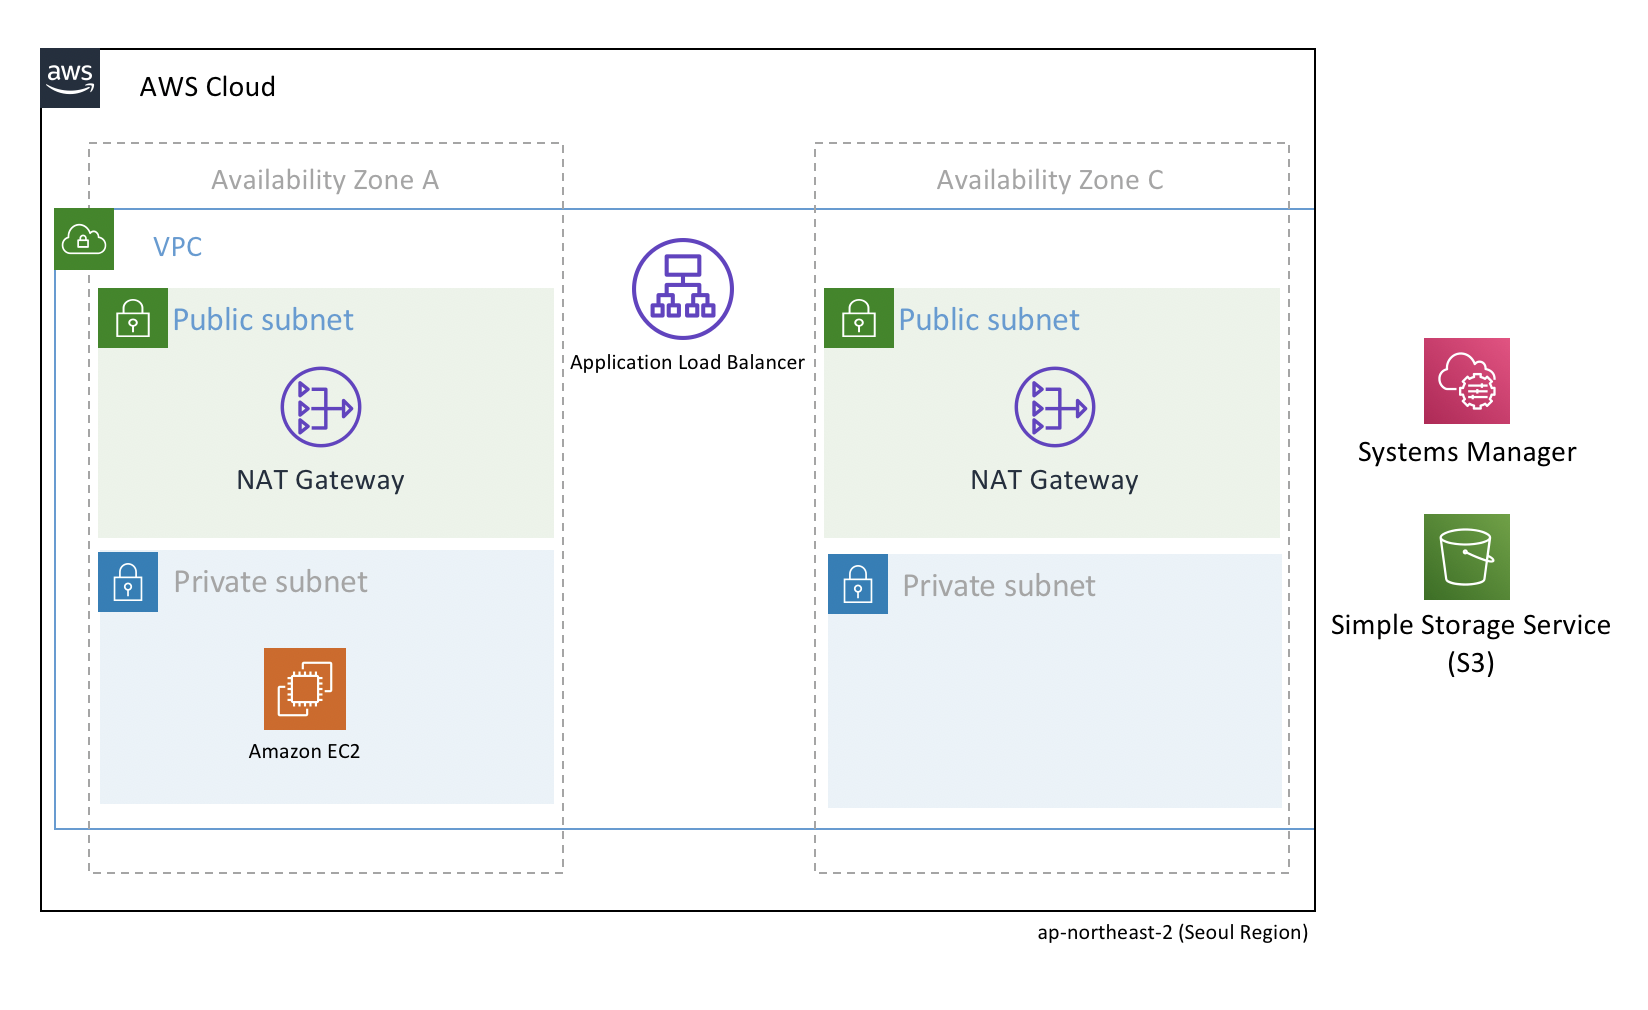 aws
AWS Cloud
Availability Zone A
Availability Zone C
VPC
Public subnet
Public subnet
Application Load Balancer
NAT Gateway
NAT Gateway
Systems Manager
Private subnet
Private subnet
Simple Storage Service
(S3)
Amazon EC2
ap-northeast-2 (Seoul Region)